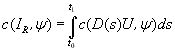 c(I_R, ψ) = ∫_{t_0}^{t_1} c(D(s)U, ψ)ds